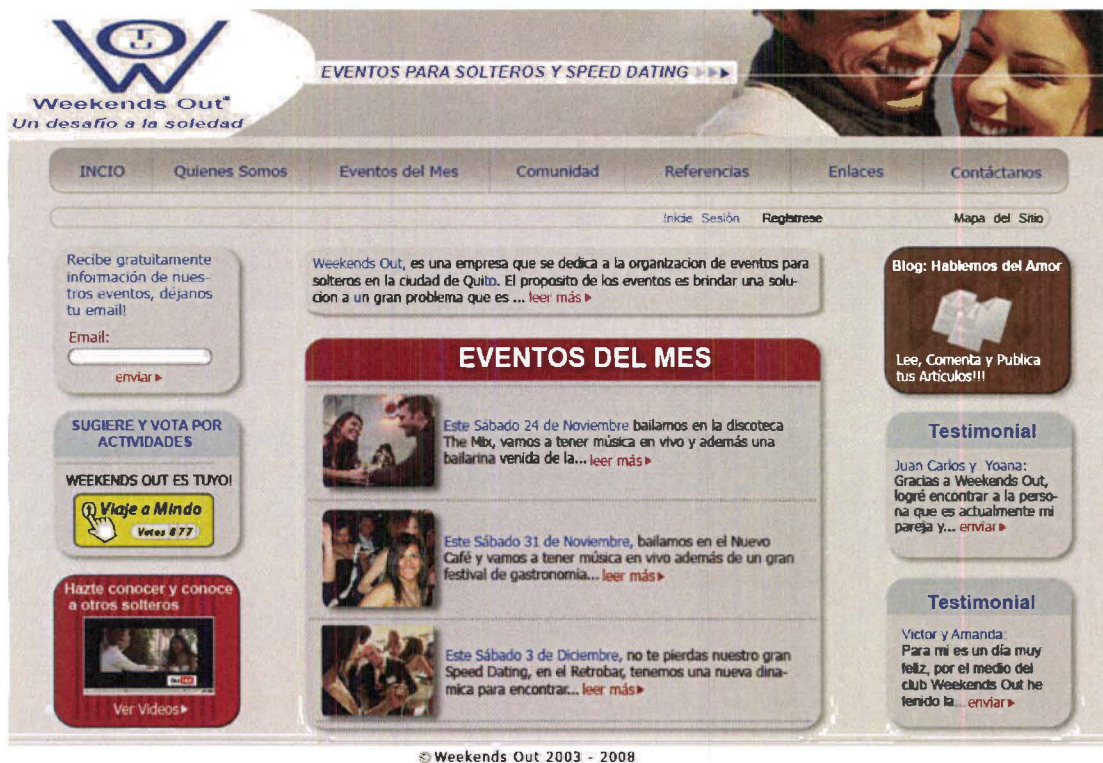 TU
Weekends Out
Un desafío a la soledad
EVENTOS PARA SOLTEROS Y SPEED DATING
INCIO Quienes Somos Eventos del Mes Comunidad Referencias Enlaces Contáctanos
Inicie Sesión Registrese Mapa del Sitio
Recibe gratuitamente
información de nues-
tros eventos, déjanos
tu email!
Email:
enviar
SUGIERE Y VOTA POR
ACTIVIDADES
WEEKENDS OUT ES TUYO!
Viaje a Mindo
Votos 877
Hazte conocer y conoce
a otros solteros
Ver Videos
Weekends Out, es una empresa que se dedica a la organizacion de eventos para
solteros en la ciudad de Quito. El proposito de los eventos es brindar una solu-
cion a un gran problema que es ... leer más
EVENTOS DEL MES
Este Sábado 24 de Noviembre bailamos en la discoteca
The Mix, vamos a tener música en vivo y además una
bailarina venida de la... leer más
Este Sábado 31 de Noviembre, bailamos en el Nuevo
Café y vamos a tener música en vivo además de un gran
festival de gastronomia... leer más
Este Sábado 3 de Diciembre, no te pierdas nuestro gran
Speed Dating, en el Retrobar, tenemos una nueva dina-
mica para encontrar... leer más
Blog: Hablemos del Amor
Lee, Comenta y Publica
tus Artículos!!!
Testimonial
Juan Carlos y Yoana:
Gracias a Weekends Out,
logré encontrar a la perso-
na que es actualmente mi
pareja y... enviar
Testimonial
Victor y Amanda:
Para mi es un día muy
feliz, por el medio del
club Weekends Out he
tenido la... enviar
© Weekends Out 2003 - 2008